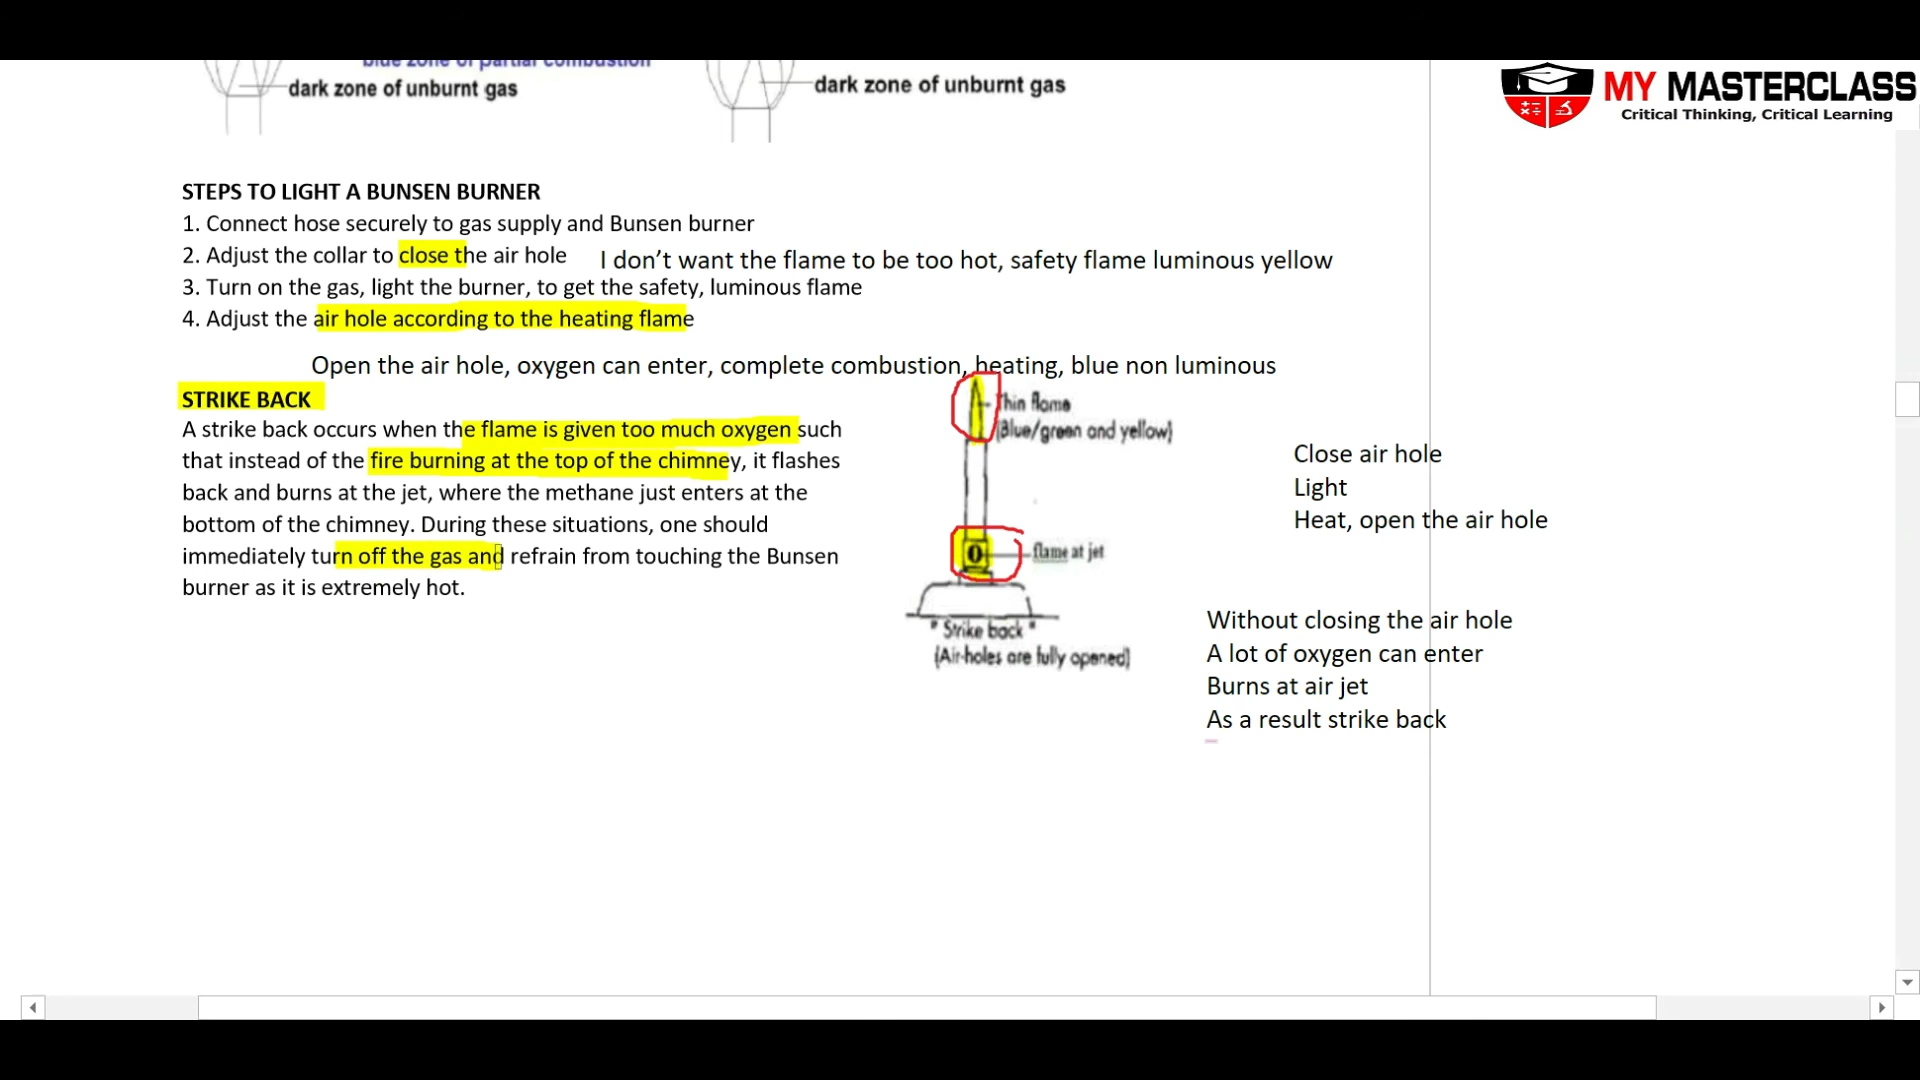 blue zone of partial combustion
dark zone of unburnt gas
dark zone of unburnt gas
MY MASTERCLASS
Critical Thinking, Critical Learning
STEPS TO LIGHT A BUNSEN BURNER
1. Connect hose securely to gas supply and Bunsen burner
2. Adjust the collar to close the air hole
I don’t want the flame to be too hot, safety flame luminous yellow
3. Turn on the gas, light the burner, to get the safety, luminous flame
4. Adjust the air hole according to the heating flame
Open the air hole, oxygen can enter, complete combustion, heating, blue non luminous
STRIKE BACK
A strike back occurs when the flame is given too much oxygen such
that instead of the fire burning at the top of the chimney, it flashes
back and burns at the jet, where the methane just enters at the
bottom of the chimney. During these situations, one should
immediately turn off the gas and refrain from touching the Bunsen
burner as it is extremely hot.
Thin flame
(Blue/green and yellow)
flame at jet
" Strike back "
(Air-holes are fully opened)
Close air hole
Light
Heat, open the air hole
Without closing the air hole
A lot of oxygen can enter
Burns at air jet
As a result strike back